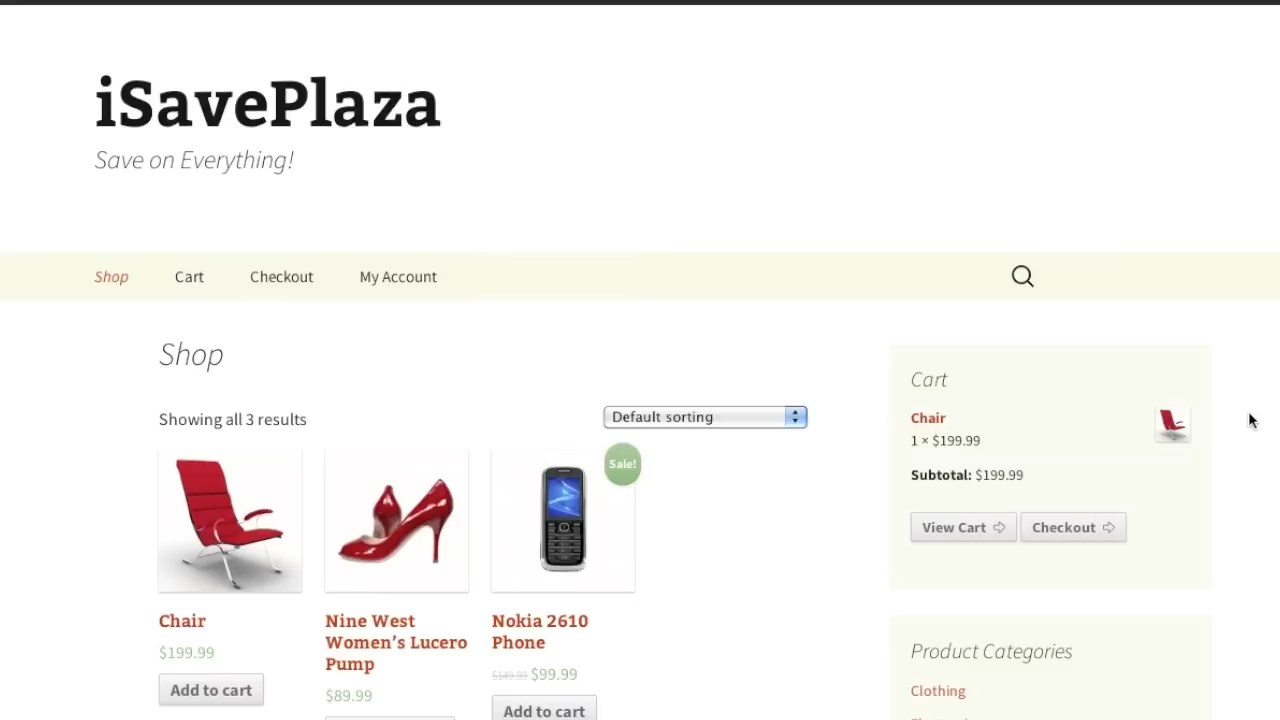 iSavePlaza
Save on Everything!
Shop
Cart
Checkout
My Account
Shop
Showing all 3 results
Default sorting
Sale!
Chair
$199.99
Add to cart
Nine West
Women’s Lucero
Pump
$89.99
Nokia 2610
Phone
$149.99 $99.99
Add to cart
Cart
Chair
1 × $199.99
Subtotal: $199.99
View Cart ⇨
Checkout ⇨
Product Categories
Clothing